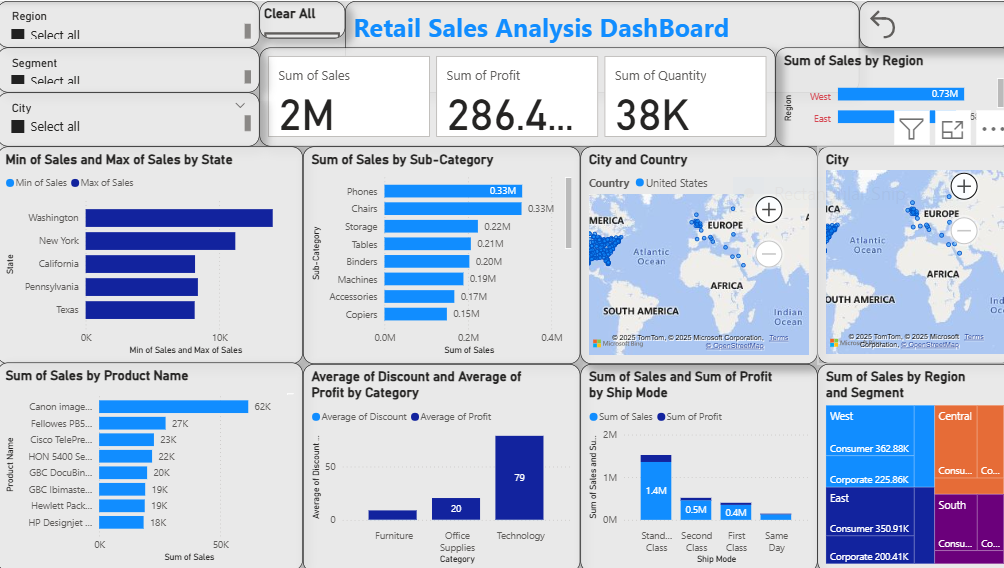 Region
Select all
Segment
Select all
City
Select all
Clear All
Retail Sales Analysis DashBoard
Sum of Sales
2M
Sum of Profit
286.4...
Sum of Quantity
38K
Sum of Sales by Region
Region
West
0.73M
East
Min of Sales and Max of Sales by State
Min of Sales
Max of Sales
State
Washington
New York
California
Pennsylvania
Texas
0K
10K
Min of Sales and Max of Sales
Sum of Sales by Sub-Category
Sub-Category
Phones
0.33M
Chairs
0.33M
Storage
0.22M
Tables
0.21M
Binders
0.20M
Machines
0.19M
Accessories
0.17M
Copiers
0.15M
0.0M
0.2M
0.4M
Sum of Sales
City and Country
Country
United States
MERICA
EUROPE
Atlantic
Ocean
AFRICA
SOUTH AMERICA
Indian
Ocean
© 2025 TomTom, © 2025 Microsoft Corporation, Terms
© OpenStreetMap
Microsoft Bing
City
ICA
EUROPE
Atlantic
Ocean
AFRICA
OUTH AMERICA
© 2025 TomTom, © 2025 Microsoft Corporation, Terms
© OpenStreetMap
Sum of Sales by Product Name
Product Name
Canon image...
62K
Fellowes PB5...
27K
Cisco TelePre...
23K
HON 5400 Se...
22K
GBC DocuBin...
20K
GBC Ibimaste...
19K
Hewlett Pack...
19K
HP Designjet ...
18K
0K
50K
Sum of Sales
Average of Discount and Average of
Profit by Category
Average of Discount
Average of Profit
Average of Discount ...
50
0
20
79
Furniture
Office
Supplies
Technology
Category
Sum of Sales and Sum of Profit
by Ship Mode
Sum of Sales
Sum of Profit
Sum of Sales and Su...
2M
1M
0M
1.4M
0.5M
0.4M
Stand...
Class
Second
Class
First
Class
Same
Day
Ship Mode
Sum of Sales by Region
and Segment
West
Consumer 362.88K
Corporate 225.86K
East
Consumer 350.91K
Corporate 200.41K
Central
Consu...
Co...
South
Consu...
Co...